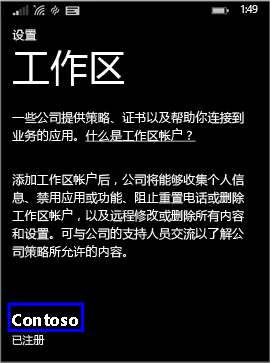 1:49
设置
工作区
一些公司提供策略、证书以及帮助你连接到
业务的应用。什么是工作区帐户？
添加工作区帐户后，公司将能够收集个人信
息、禁用应用或功能、阻止重置电话或删除
工作区帐户，以及远程修改或删除所有内容
和设置。可与公司的支持人员交流以了解公
司策略所允许的内容。
Contoso
已注册